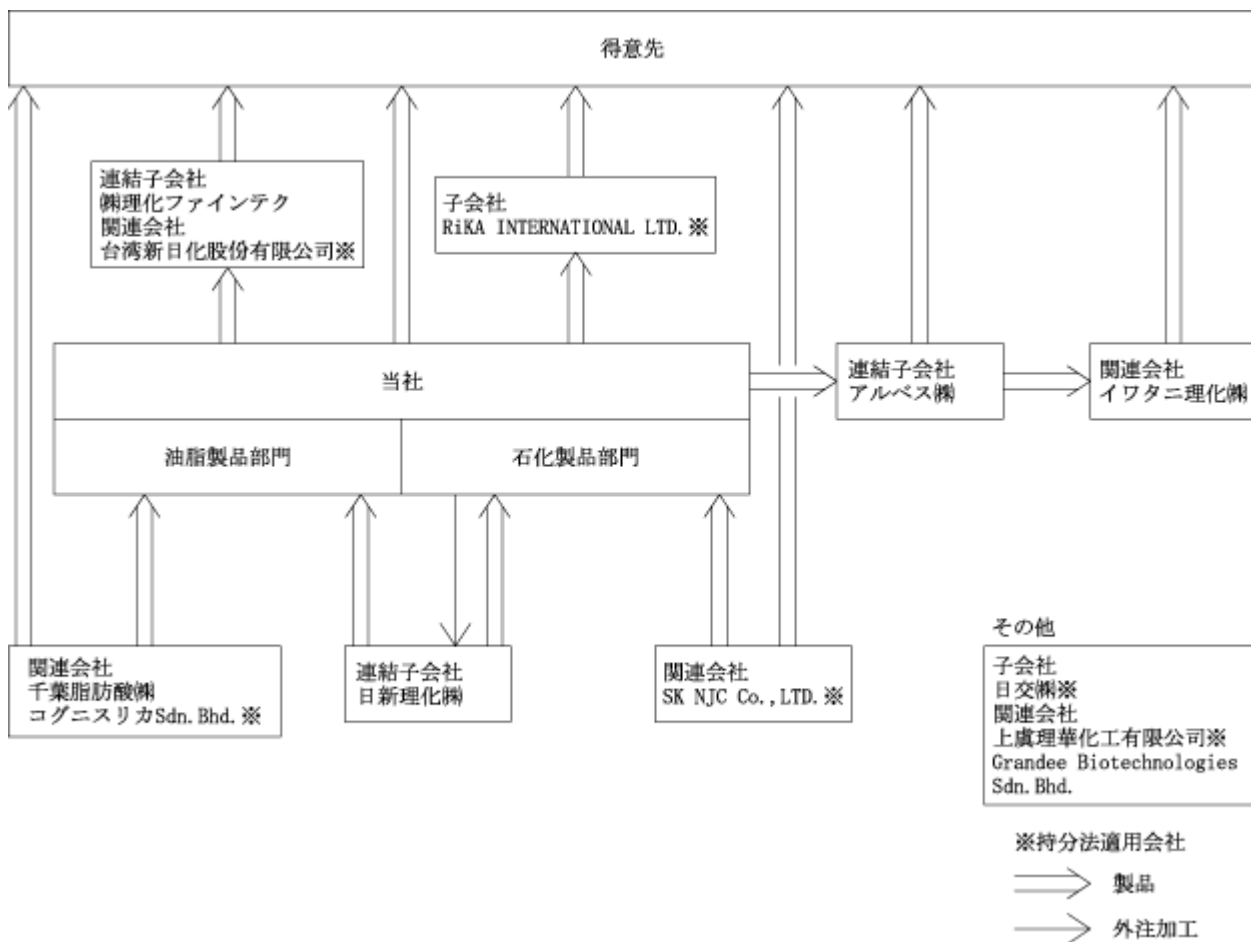 得意先
連結子会社
㈱理化ファインテク
関連会社
台湾新日化股份有限公司※
子会社
RiKA INTERNATIONAL LTD.※
当社
油脂製品部門
石化製品部門
連結子会社
アルベス㈱
関連会社
イワタニ理化㈱
関連会社
千葉脂肪酸㈱
コグニスリカSdn.Bhd.※
連結子会社
日新理化㈱
関連会社
SK NJC Co.,LTD.※
その他
子会社
日交㈱※
関連会社
上虞理華化工有限公司※
Grandee Biotechnologies
Sdn.Bhd.
※持分法適用会社
製品
外注加工